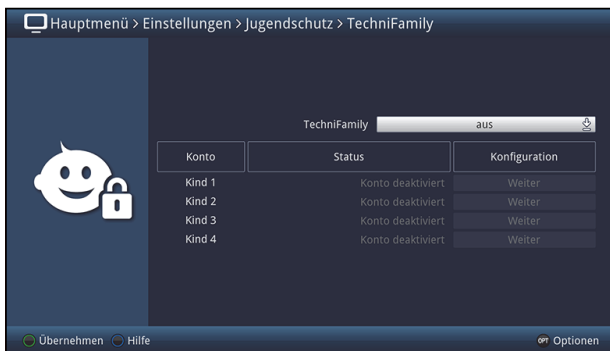 Hauptmenü > Einstellungen > Jugendschutz > TechniFamily
TechniFamily aus
Konto Status Konfiguration
Kind 1 Konto deaktiviert Weiter
Kind 2 Konto deaktiviert Weiter
Kind 3 Konto deaktiviert Weiter
Kind 4 Konto deaktiviert Weiter
Übernehmen Hilfe OPT Optionen